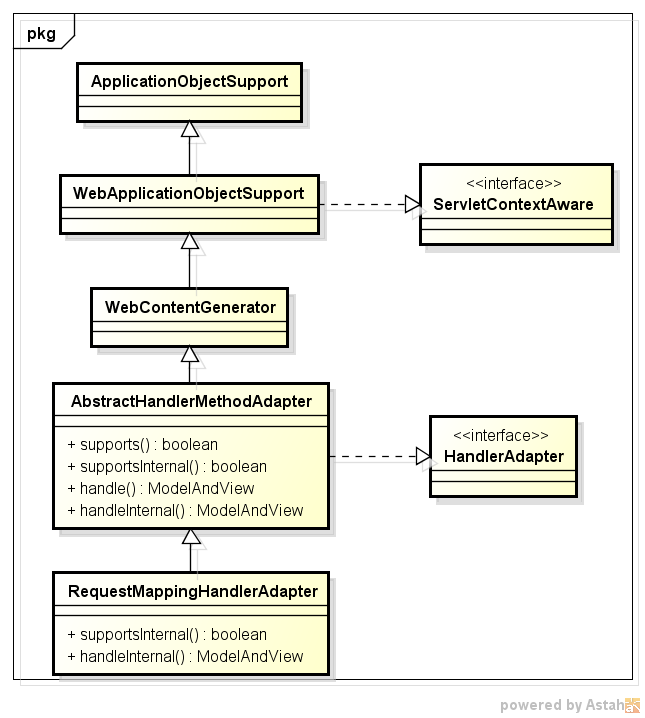 pkg
ApplicationObjectSupport
WebApplicationObjectSupport
<<interface>>
ServletContextAware
WebContentGenerator
AbstractHandlerMethodAdapter
+ supports() : boolean
+ supportsInternal() : boolean
+ handle() : ModelAndView
+ handleInternal() : ModelAndView
<<interface>>
HandlerAdapter
RequestMappingHandlerAdapter
+ supportsInternal() : boolean
+ handleInternal() : ModelAndView
powered by Astah